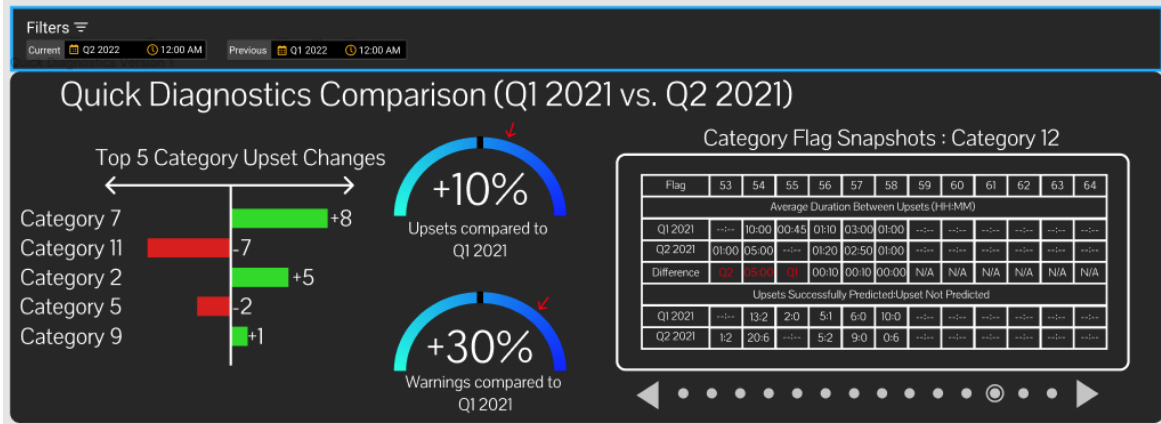 Filters
Current Q2 2022 12:00 AM Previous Q1 2022 12:00 AM
Quick Diagnostics Comparison (Q1 2021 vs. Q2 2021)
Top 5 Category Upset Changes
Category 7 +8
Category 11 -7
Category 2 +5
Category 5 -2
Category 9 +1
+10%
Upsets compared to
Q1 2021
+30%
Warnings compared to
Q1 2021
Category Flag Snapshots : Category 12
Flag 53 54 55 56 57 58 59 60 61 62 63 64
Average Duration Between Upsets (HH:MM)
Q1 2021 --:-- 10:00 00:45 01:10 03:00 01:00 --:-- --:-- --:-- --:-- --:-- --:--
Q2 2021 01:00 05:00 --:-- 01:20 02:50 01:00 --:-- --:-- --:-- --:-- --:-- --:--
Difference Q2 05:00 Q1 00:10 00:10 00:00 N/A N/A N/A N/A N/A N/A
Upsets Successfully Predicted:Upset Not Predicted
Q1 2021 --:-- 13:2 2:0 5:1 6:0 10:0 --:-- --:-- --:-- --:-- --:-- --:--
Q2 2021 1:2 20:6 --:-- 5:2 9:0 0:6 --:-- --:-- --:-- --:-- --:-- --:--